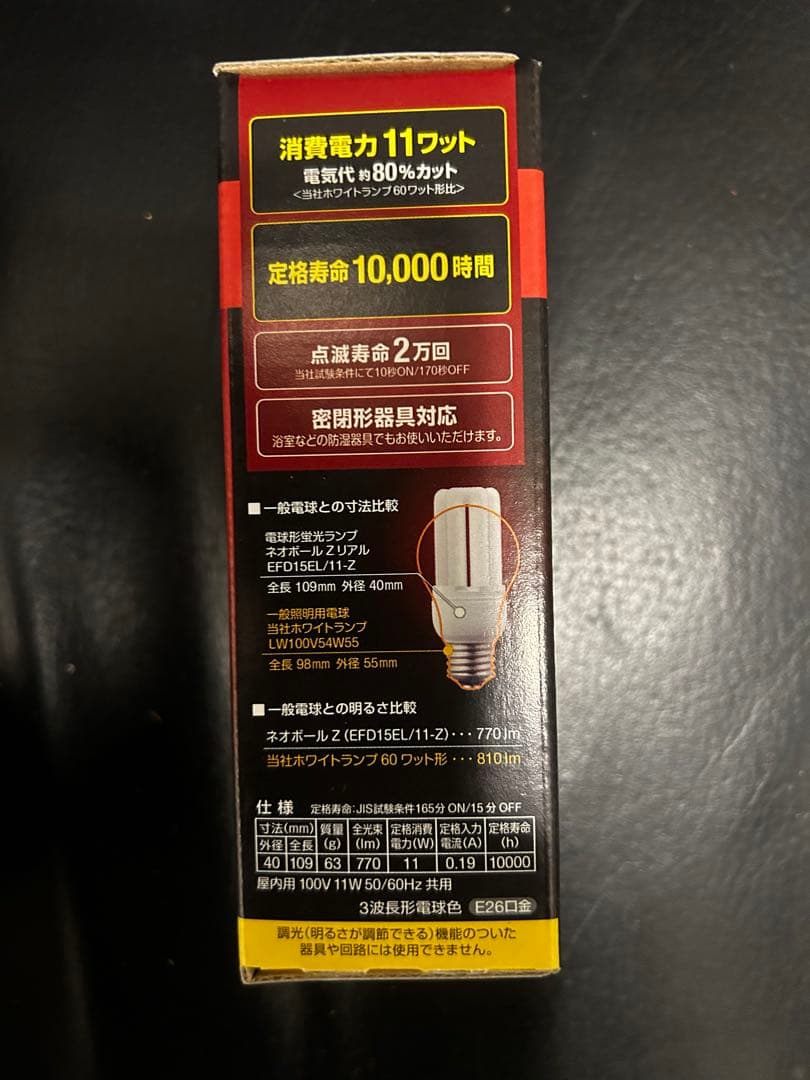 消費電力11ワット
電気代約80%カット
<当社ホワイトランプ60ワット形比>
定格寿命10,000時間
点滅寿命2万回
当社試験条件にて10秒ON/170秒OFF
密閉形器具対応
浴室などの防湿器具でもお使いいただけます。
■一般電球との寸法比較
電球形蛍光ランプ
ネオボールZリアル
EFD15EL/11-Z
全長 109mm 外径 40mm
一般照明用電球
当社ホワイトランプ
LW100V54W55
全長 98mm 外径 55mm
■一般電球との明るさ比較
ネオボールZ(EFD15EL/11-Z)・・・770lm
当社ホワイトランプ60ワット形・・・810lm
仕様 定格寿命:JIS試験条件165分ON/15分OFF
寸法(mm) 質量 全光束 定格消費 定格入力 定格寿命
外径 全長 (g) (lm) 電力(W) 電流(A) (h)
40 109 63 770 11 0.19 10000
屋内用 100V 11W 50/60Hz 共用
3波長形電球色 E26口金
調光(明るさが調節できる)機能のついた
器具や回路には使用できません。